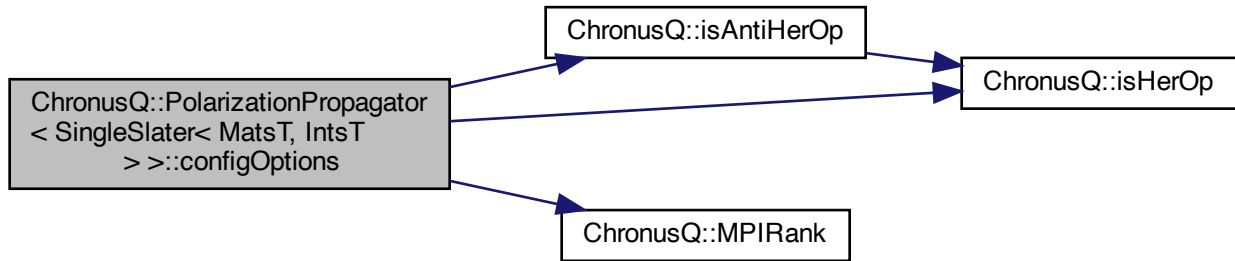 ChronusQ::isAntiHerOp
ChronusQ::isHerOp
ChronusQ::PolarizationPropagator
< SingleSlater< MatsT, IntsT
> >::configOptions
ChronusQ::MPIRank